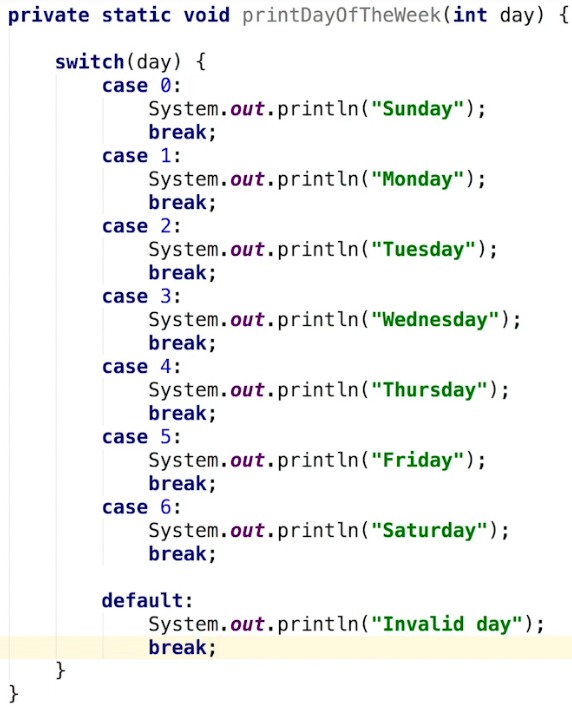 private static void printDayOfTheWeek(int day) {
    switch(day) {
        case 0:
            System.out.println("Sunday");
            break;
        case 1:
            System.out.println("Monday");
            break;
        case 2:
            System.out.println("Tuesday");
            break;
        case 3:
            System.out.println("Wednesday");
            break;
        case 4:
            System.out.println("Thursday");
            break;
        case 5:
            System.out.println("Friday");
            break;
        case 6:
            System.out.println("Saturday");
            break;
        default:
            System.out.println("Invalid day");
            break;
    }
}